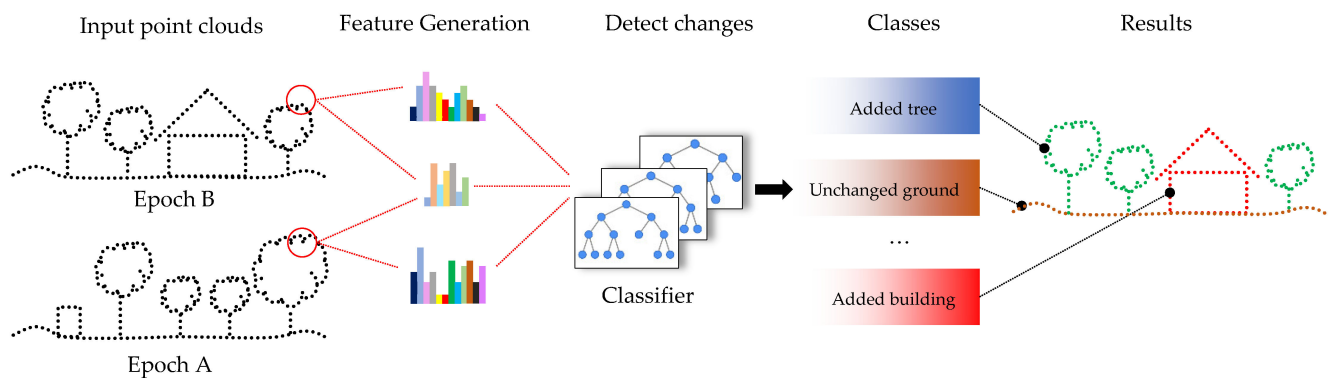 Input point clouds
Feature Generation
Detect changes
Classes
Results
Epoch B
Epoch A
Classifier
Added tree
Unchanged ground
...
Added building